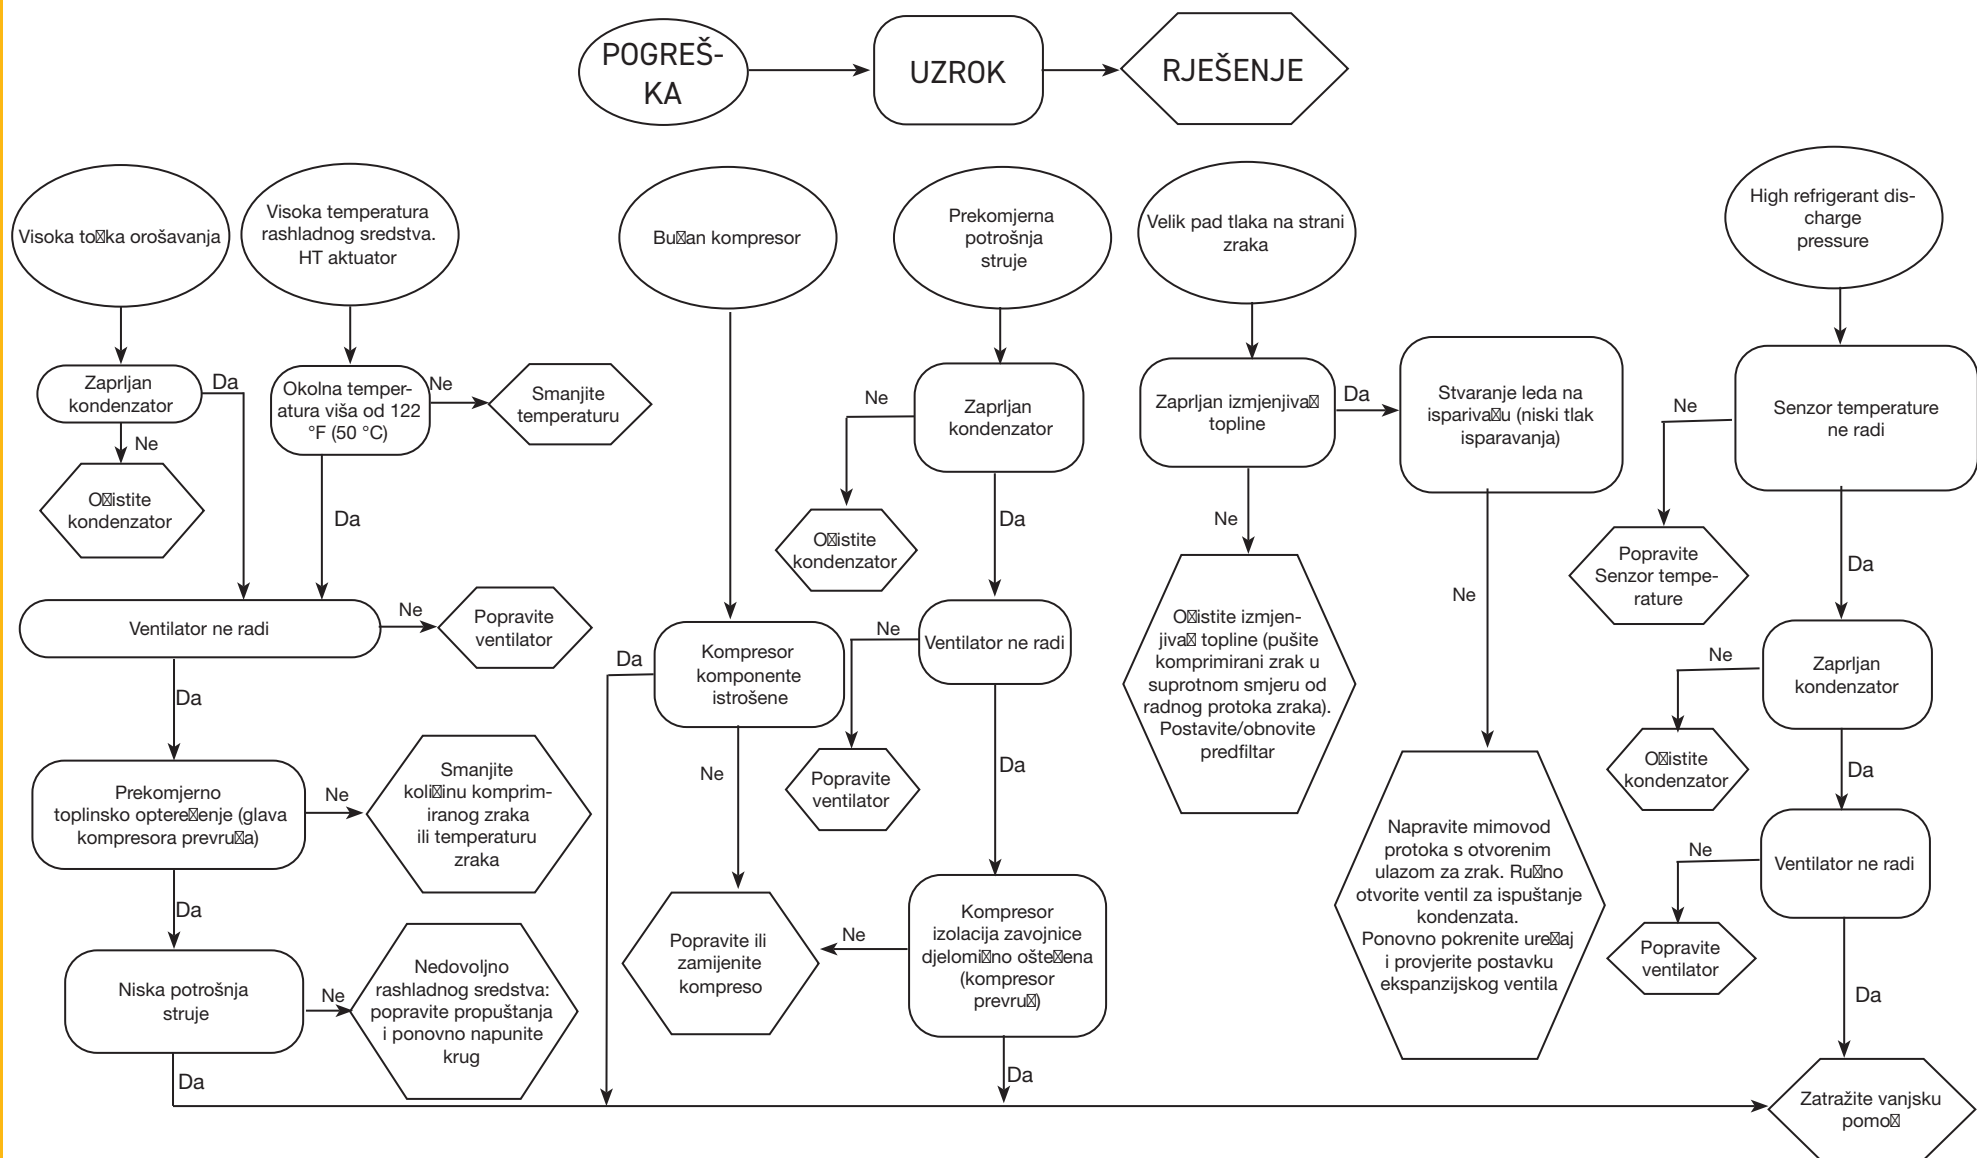 POGREŠ-
KA
UZROK
RJEŠENJE
Visoka to☒ka orošavanja
Visoka temperatura
rashladnog sredstva.
HT aktuator
Bu☒an kompresor
Prekomjerna
potrošnja
struje
Velik pad tlaka na strani
zraka
High refrigerant dis-
charge
pressure
Zaprljan
kondenzator
Da
Ne
O☒istite
kondenzator
Okolna temper-
atura viša od 122
°F (50 °C)
Ne
Smanjite
temperaturu
Da
Ventilator ne radi
Ne
Popravite
ventilator
Da
Prekomjerno
toplinsko optere☒enje (glava
kompresora prevru☒a)
Ne
Smanjite
koli☒inu komprim-
iranog zraka
ili temperaturu
zraka
Da
Niska potrošnja
struje
Ne
Nedovoljno
rashladnog sredstva:
popravite propuštanja
i ponovno napunite
krug
Da
Kompresor
komponente
istrošene
Da
Ne
Popravite ili
zamijenite
kompreso
Zaprljan
kondenzator
Ne
O☒istite
kondenzator
Da
Ventilator ne radi
Ne
Popravite
ventilator
Da
Kompresor
izolacija zavojnice
djelomi☒no ošte☒ena
(kompresor
prevru☒)
Ne
Da
Zaprljan izmjenjiva☒
topline
Da
Ne
O☒istite izmjen-
jiva☒ topline (pušite
komprimirani zrak u
suprotnom smjeru od
radnog protoka zraka).
Postavite/obnovite
predfiltar
Stvaranje leda na
ispariva☒u (niski tlak
isparavanja)
Ne
Napravite mimovod
protoka s otvorenim
ulazom za zrak. Ru☒no
otvorite ventil za ispuštanje
kondenzata.
Ponovno pokrenite ure☒aj
i provjerite postavku
ekspanzijskog ventila
Senzor temperature
ne radi
Ne
Popravite
Senzor tempe-
rature
Da
Zaprljan
kondenzator
Ne
O☒istite
kondenzator
Da
Ventilator ne radi
Ne
Popravite
ventilator
Da
Zatražite vanjsku
pomo☒